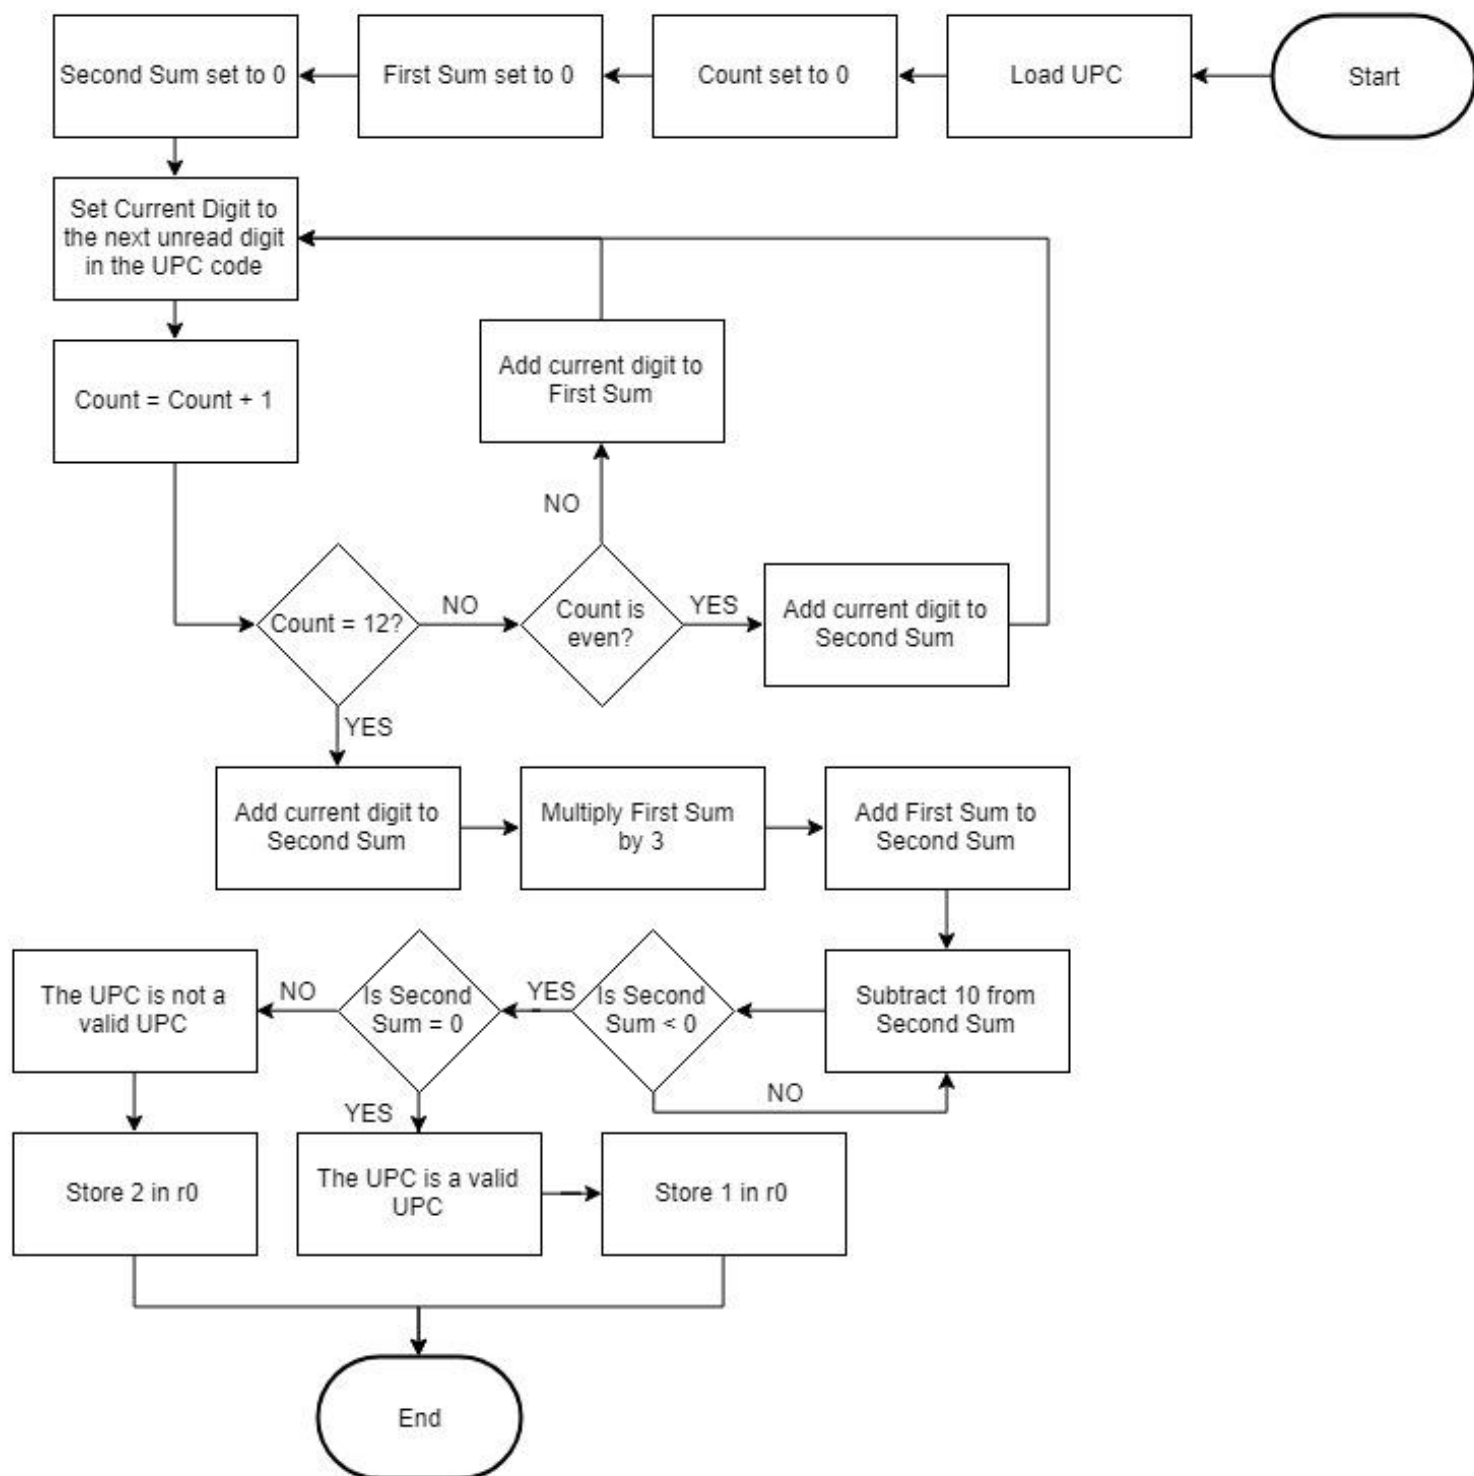 Start
Load UPC
Count set to 0
First Sum set to 0
Second Sum set to 0
Set Current Digit to
the next unread digit
in the UPC code
Count = Count + 1
Count = 12?
NO
Count is
even?
NO
Add current digit to
First Sum
YES
Add current digit to
Second Sum
YES
Add current digit to
Second Sum
Multiply First Sum
by 3
Add First Sum to
Second Sum
Subtract 10 from
Second Sum
Is Second
Sum < 0
NO
YES
Is Second
Sum = 0
NO
The UPC is not a
valid UPC
Store 2 in r0
YES
The UPC is a valid
UPC
Store 1 in r0
End